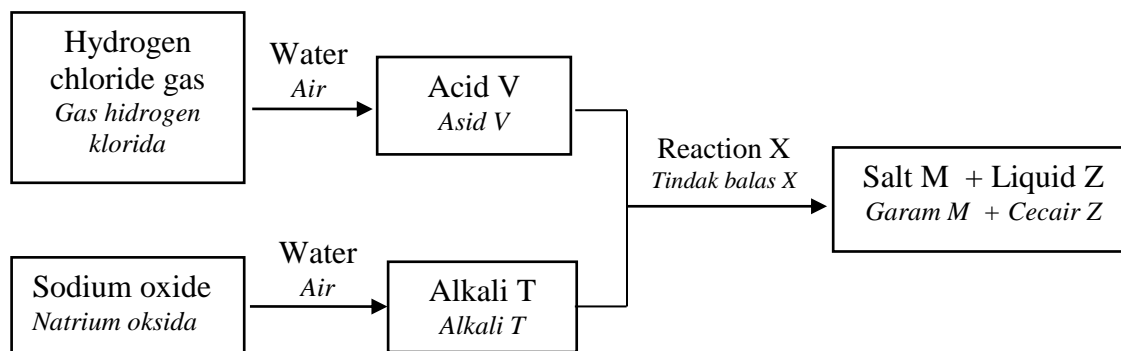 Hydrogen
chloride gas
Gas hidrogen
klorida
Water
Air
Acid V
Asid V
Reaction X
Tindak balas X
Salt M + Liquid Z
Garam M + Cecair Z
Sodium oxide
Natrium oksida
Water
Air
Alkali T
Alkali T